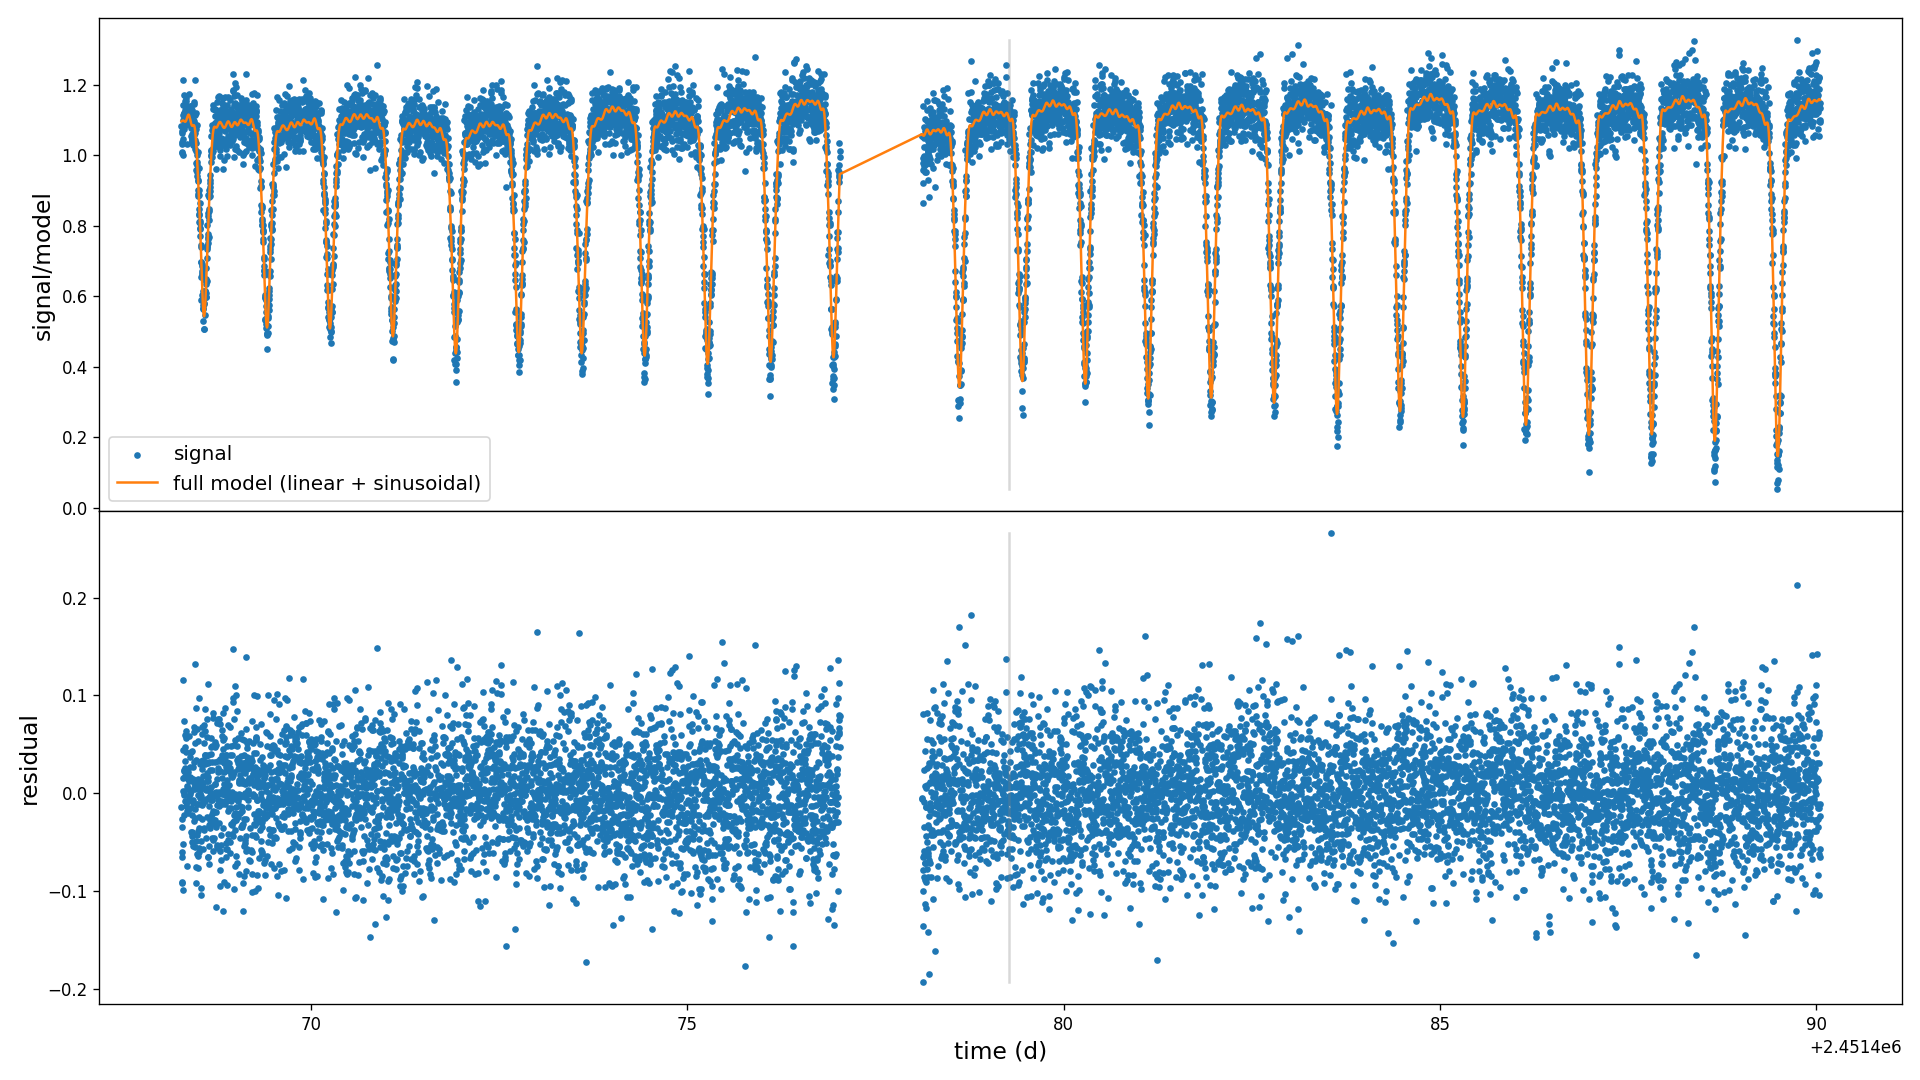 1.2
1.0
0.8
0.6
0.4
0.2
0.0
signal/model
signal
full model (linear + sinusoidal)
0.2
0.1
0.0
−0.1
−0.2
residual
70 75 80 85 90
time (d)
+2.4514e6